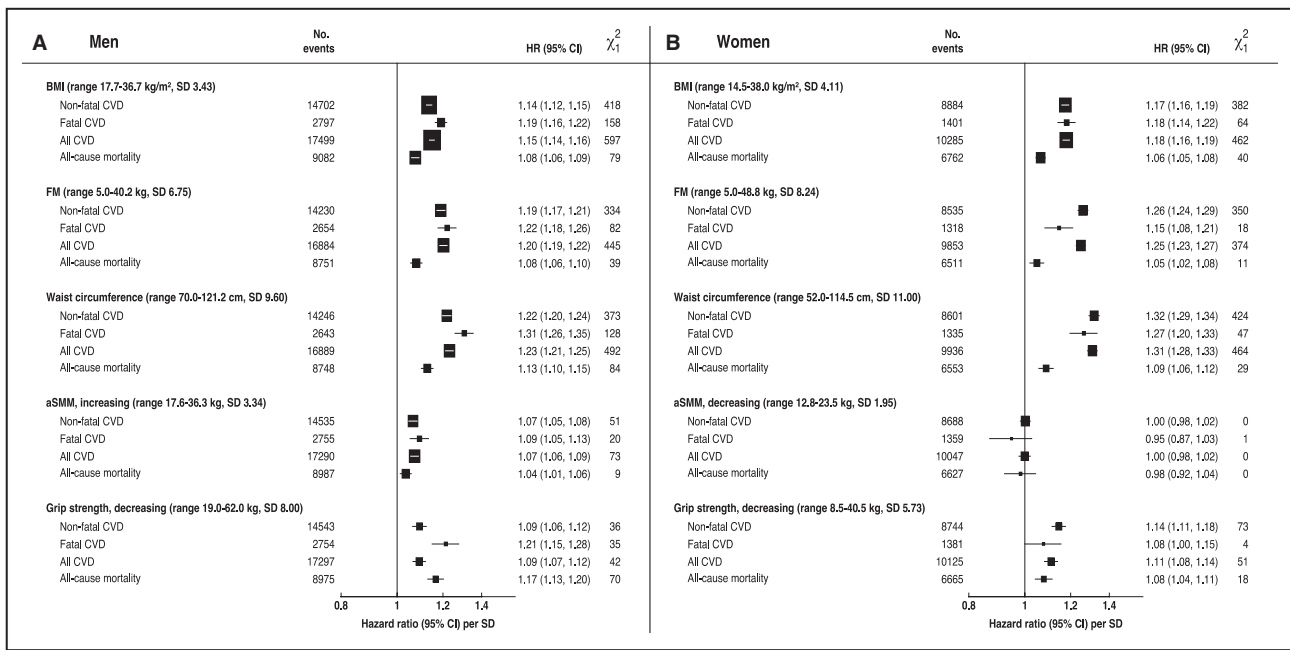 A Men No. events HR (95% CI) χ₁²
BMI (range 17.7-36.7 kg/m², SD 3.43)
Non-fatal CVD 14702 1.14 (1.12, 1.15) 418
Fatal CVD 2797 1.19 (1.16, 1.22) 158
All CVD 17499 1.15 (1.14, 1.16) 597
All-cause mortality 9082 1.08 (1.06, 1.09) 79
FM (range 5.0-40.2 kg, SD 6.75)
Non-fatal CVD 14230 1.19 (1.17, 1.21) 334
Fatal CVD 2654 1.22 (1.18, 1.26) 82
All CVD 16884 1.20 (1.19, 1.22) 445
All-cause mortality 8751 1.08 (1.06, 1.10) 39
Waist circumference (range 70.0-121.2 cm, SD 9.60)
Non-fatal CVD 14246 1.22 (1.20, 1.24) 373
Fatal CVD 2643 1.31 (1.26, 1.35) 128
All CVD 16889 1.23 (1.21, 1.25) 492
All-cause mortality 8748 1.13 (1.10, 1.15) 84
aSMM, increasing (range 17.6-36.3 kg, SD 3.34)
Non-fatal CVD 14535 1.07 (1.05, 1.08) 51
Fatal CVD 2755 1.09 (1.05, 1.13) 20
All CVD 17290 1.07 (1.06, 1.09) 73
All-cause mortality 8987 1.04 (1.01, 1.06) 9
Grip strength, decreasing (range 19.0-62.0 kg, SD 8.00)
Non-fatal CVD 14543 1.09 (1.06, 1.12) 36
Fatal CVD 2754 1.21 (1.15, 1.28) 35
All CVD 17297 1.09 (1.07, 1.12) 42
All-cause mortality 8975 1.17 (1.13, 1.20) 70
0.8 1 1.2 1.4
Hazard ratio (95% CI) per SD
B Women No. events HR (95% CI) χ₁²
BMI (range 14.5-38.0 kg/m², SD 4.11)
Non-fatal CVD 8884 1.17 (1.16, 1.19) 382
Fatal CVD 1401 1.18 (1.14, 1.22) 64
All CVD 10285 1.18 (1.16, 1.19) 462
All-cause mortality 6762 1.06 (1.05, 1.08) 40
FM (range 5.0-48.8 kg, SD 8.24)
Non-fatal CVD 8535 1.26 (1.24, 1.29) 350
Fatal CVD 1318 1.15 (1.08, 1.21) 18
All CVD 9853 1.25 (1.23, 1.27) 374
All-cause mortality 6511 1.05 (1.02, 1.08) 11
Waist circumference (range 52.0-114.5 cm, SD 11.00)
Non-fatal CVD 8601 1.32 (1.29, 1.34) 424
Fatal CVD 1335 1.27 (1.20, 1.33) 47
All CVD 9936 1.31 (1.28, 1.33) 464
All-cause mortality 6553 1.09 (1.06, 1.12) 29
aSMM, decreasing (range 12.8-23.5 kg, SD 1.95)
Non-fatal CVD 8688 1.00 (0.98, 1.02) 0
Fatal CVD 1359 0.95 (0.87, 1.03) 1
All CVD 10047 1.00 (0.98, 1.02) 0
All-cause mortality 6627 0.98 (0.92, 1.04) 0
Grip strength, decreasing (range 8.5-40.5 kg, SD 5.73)
Non-fatal CVD 8744 1.14 (1.11, 1.18) 73
Fatal CVD 1381 1.08 (1.00, 1.15) 4
All CVD 10125 1.11 (1.08, 1.14) 51
All-cause mortality 6665 1.08 (1.04, 1.11) 18
0.8 1 1.2 1.4
Hazard ratio (95% CI) per SD